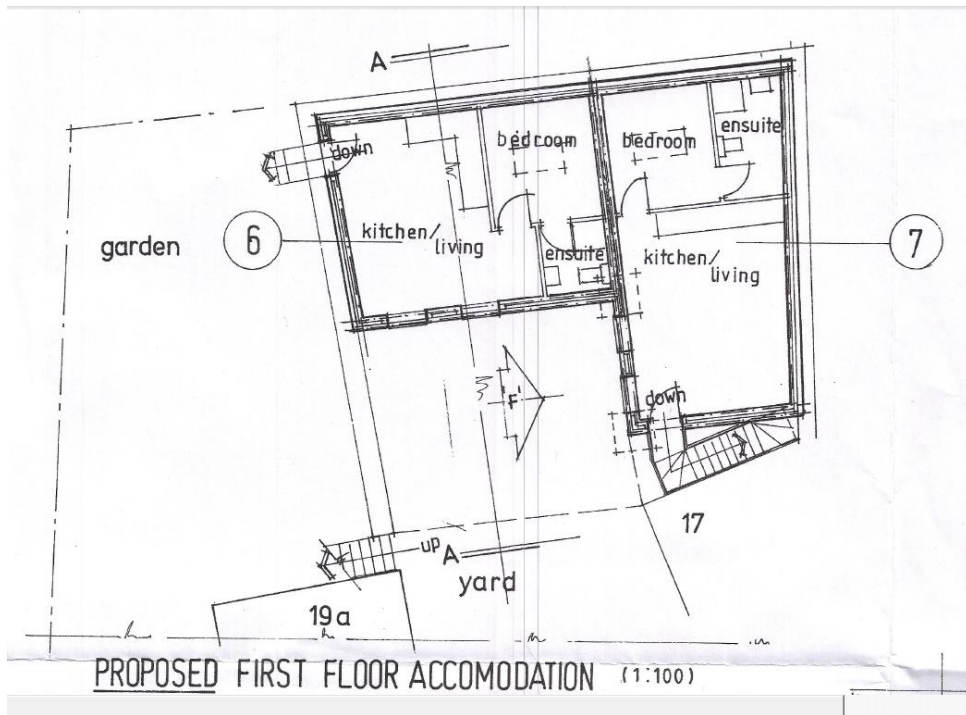 A
down
bedroom
bedroom
ensuite
garden
6
kitchen/
living
ensuite
kitchen/
living
7
'F'
down
17
up
A
yard
19a
PROPOSED FIRST FLOOR ACCOMODATION (1:100)